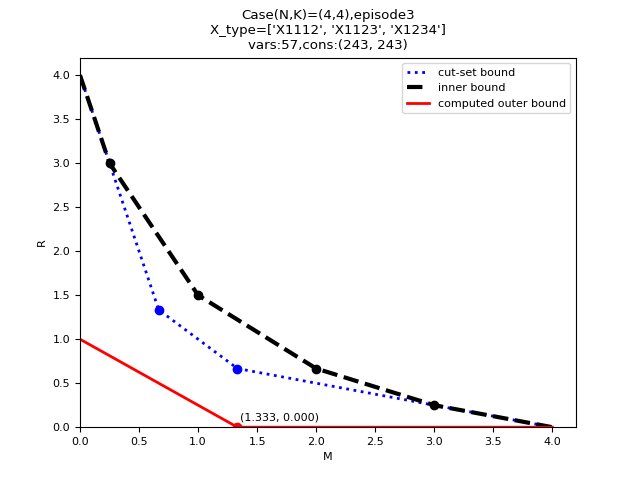 Case(N,K)=(4,4),episode3
X_type=['X1112', 'X1123', 'X1234']
vars:57,cons:(243, 243)
cut-set bound
inner bound
computed outer bound
R
4.0
3.5
3.0
2.5
2.0
1.5
1.0
0.5
0.0
(1.333, 0.000)
0.0 0.5 1.0 1.5 2.0 2.5 3.0 3.5 4.0
M